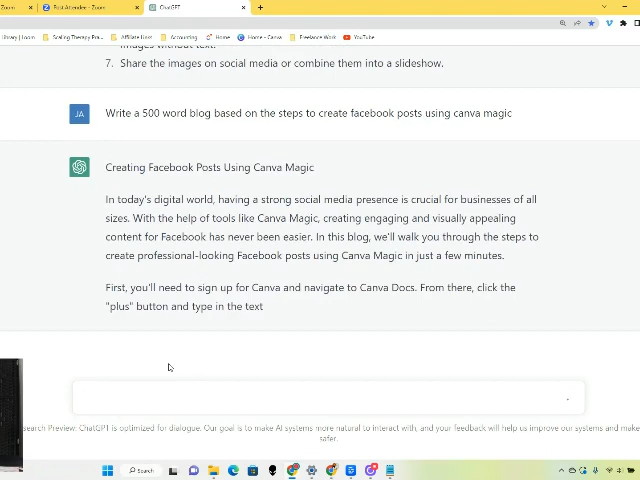 Zoom
Post Attendee - Zoom
ChatGPT
Library | Loom
Scaling Therapy Pra...
Affiliate Links
Accounting
Home
Home - Canva
Freelance Work
YouTube
images without text.
7. Share the images on social media or combine them into a slideshow.
JA
Write a 500 word blog based on the steps to create facebook posts using canva magic
Creating Facebook Posts Using Canva Magic
In today's digital world, having a strong social media presence is crucial for businesses of all
sizes. With the help of tools like Canva Magic, creating engaging and visually appealing
content for Facebook has never been easier. In this blog, we'll walk you through the steps to
create professional-looking Facebook posts using Canva Magic in just a few minutes.
First, you'll need to sign up for Canva and navigate to Canva Docs. From there, click the
"plus" button and type in the text
search Preview: ChatGPT is optimized for dialogue. Our goal is to make AI systems more natural to interact with, and your feedback will help us improve our systems and make
safer.
Search